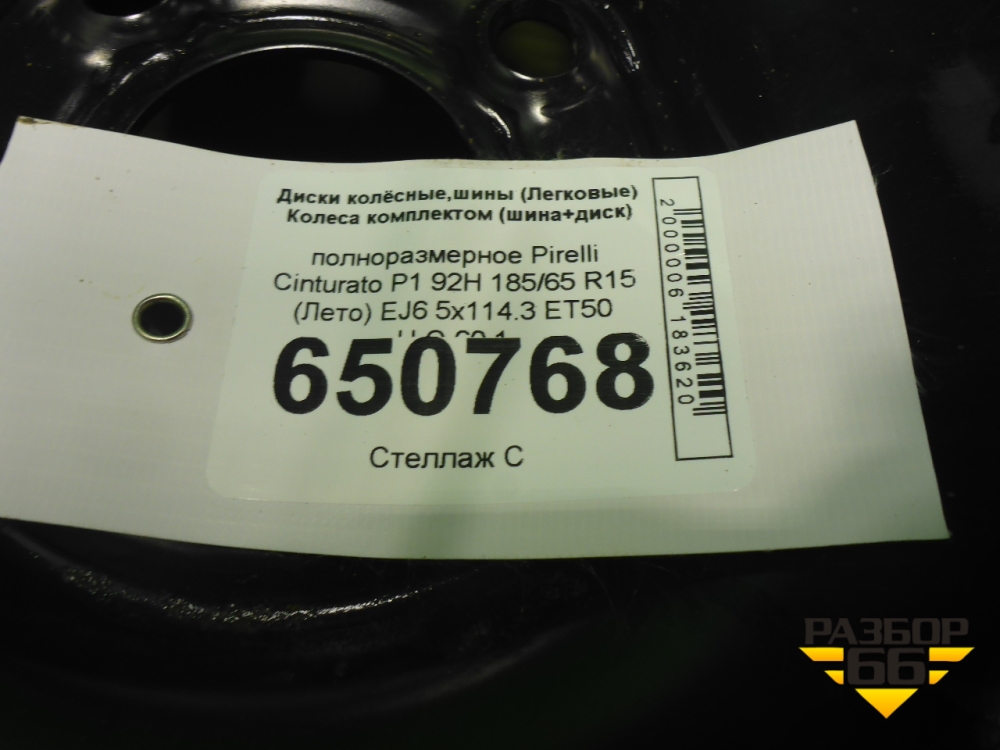 Диски колёсные,шины (Легковые)
Колеса комплектом (шина+диск)
полноразмерное Pirelli
Cinturato P1 92H 185/65 R15
(Лето) EJ6 5x114.3 ET50
650768
Стеллаж С
2000006183620
РАЗБОР
66